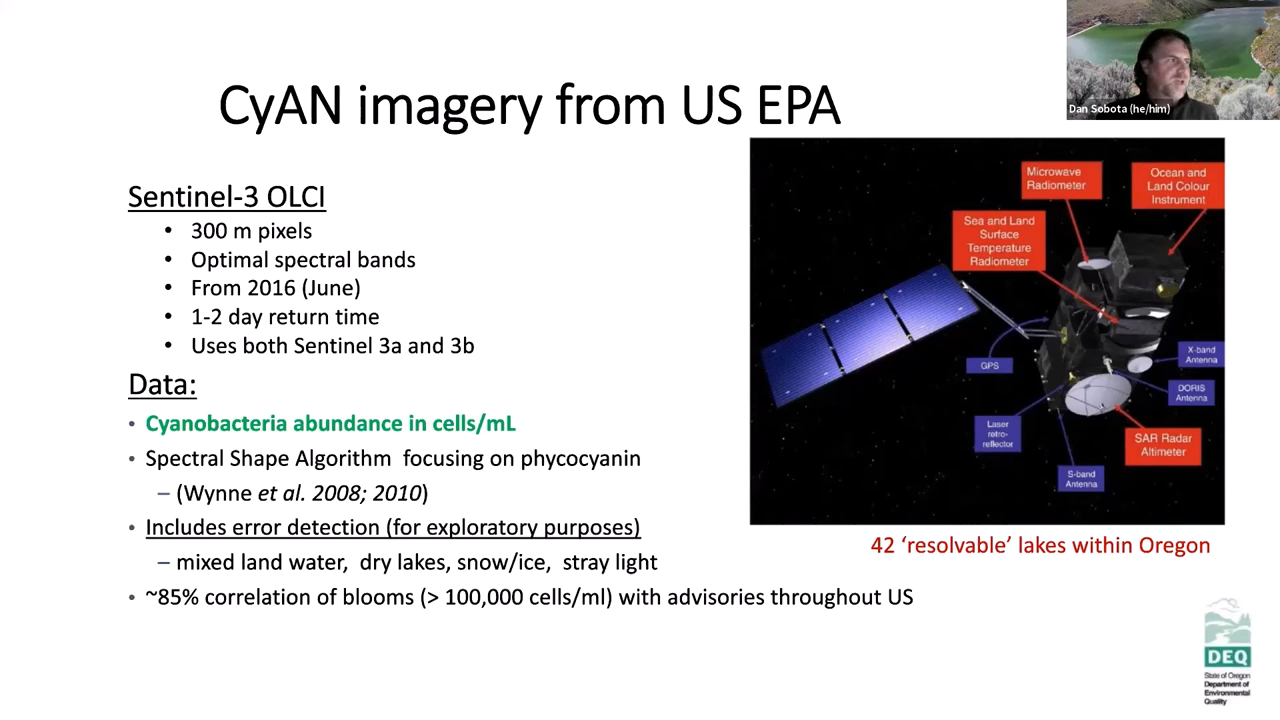 CyAN imagery from US EPA
Dan Sobota (he/him)
Sentinel-3 OLCI
• 300 m pixels
• Optimal spectral bands
• From 2016 (June)
• 1-2 day return time
• Uses both Sentinel 3a and 3b
Data:
• Cyanobacteria abundance in cells/mL
• Spectral Shape Algorithm focusing on phycocyanin
– (Wynne et al. 2008; 2010)
• Includes error detection (for exploratory purposes)
– mixed land water, dry lakes, snow/ice, stray light
• ~85% correlation of blooms (> 100,000 cells/ml) with advisories throughout US
Microwave
Radiometer
Ocean and
Land Colour
Instrument
Sea and Land
Surface
Temperature
Radiometer
GPS
X-band
Antenna
DORIS
Antenna
Laser
retro-
reflector
SAR Radar
Altimeter
S-band
Antenna
42 ‘resolvable’ lakes within Oregon
DEQ
State of Oregon
Department of
Environmental
Quality